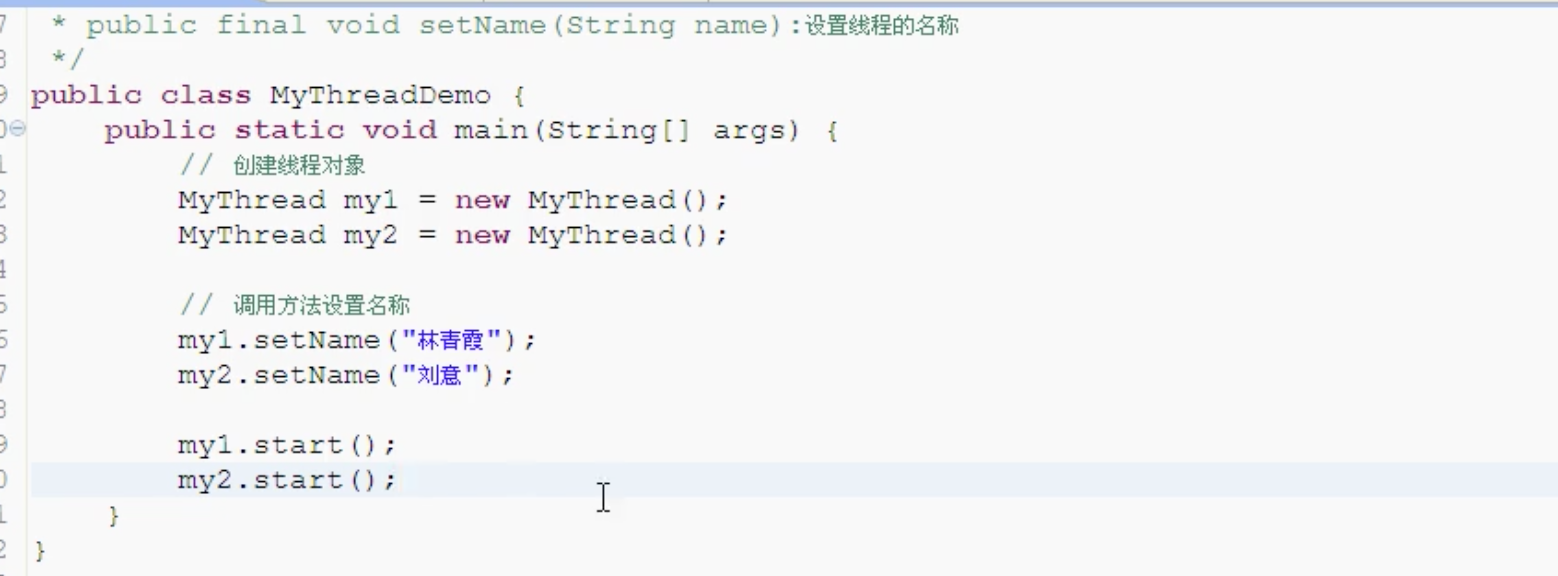 7 * public final void setName(String name):设置线程的名称
8 */
9 public class MyThreadDemo {
0 public static void main(String[] args) {
1 // 创建线程对象
2 MyThread my1 = new MyThread();
3 MyThread my2 = new MyThread();
4
5 // 调用方法设置名称
6 my1.setName("林青霞");
7 my2.setName("刘意");
8
9 my1.start();
0 my2.start();
1 }
2 }